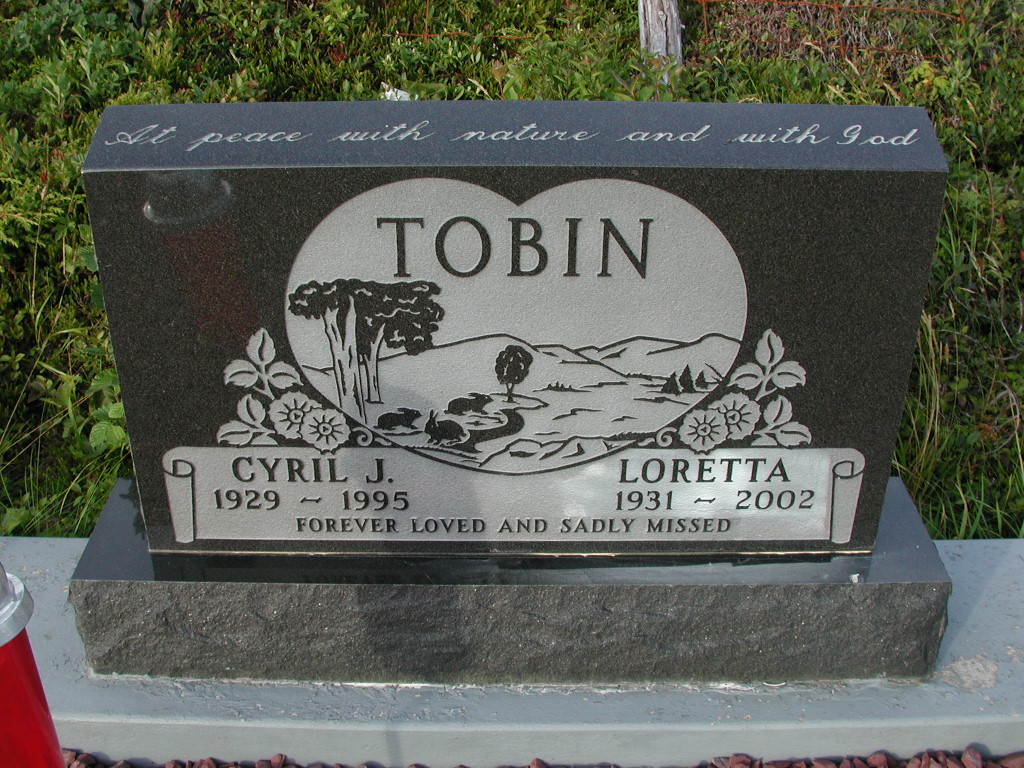 At peace with nature and with God
TOBIN
CYRIL J. LORETTA
1929 ~ 1995 1931 ~ 2002
FOREVER LOVED AND SADLY MISSED